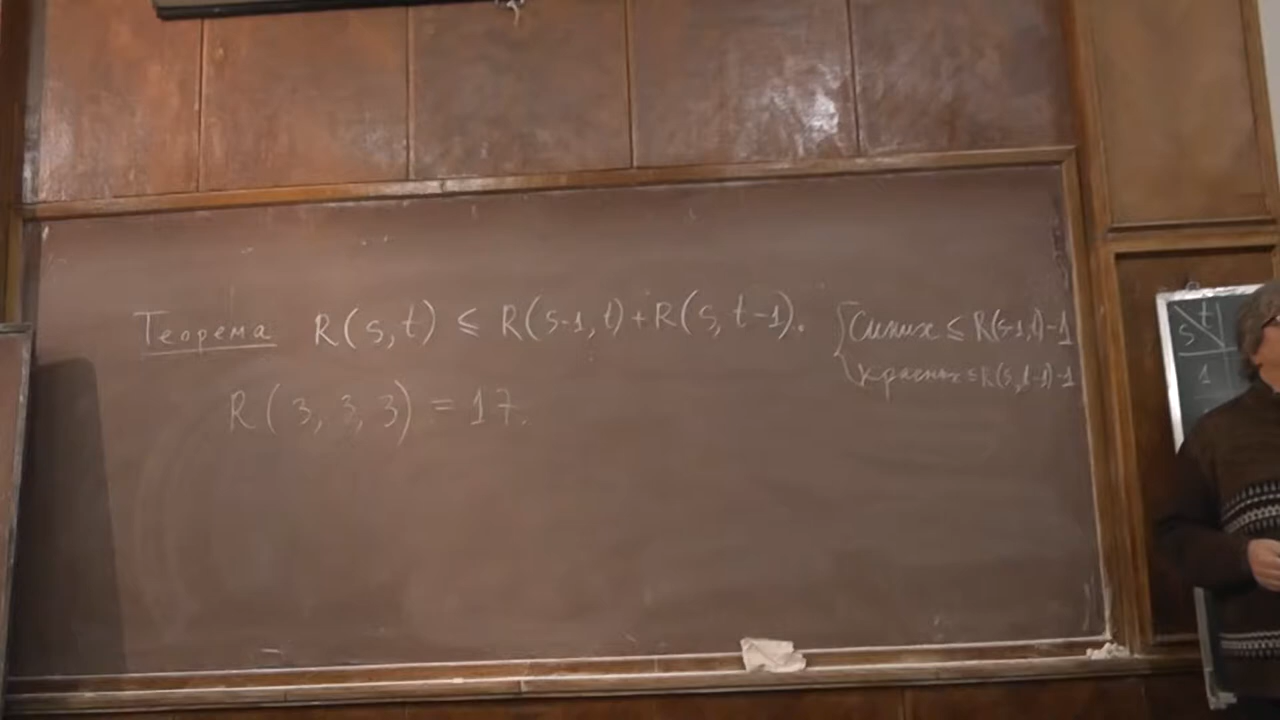 Теорема R(s,t) ≤ R(s-1,t)+R(s,t-1).
{Синих ≤ R(s-1,t)-1
Красных ≤ R(s,t-1)-1
R(3,3,3) = 17.
t
s
1